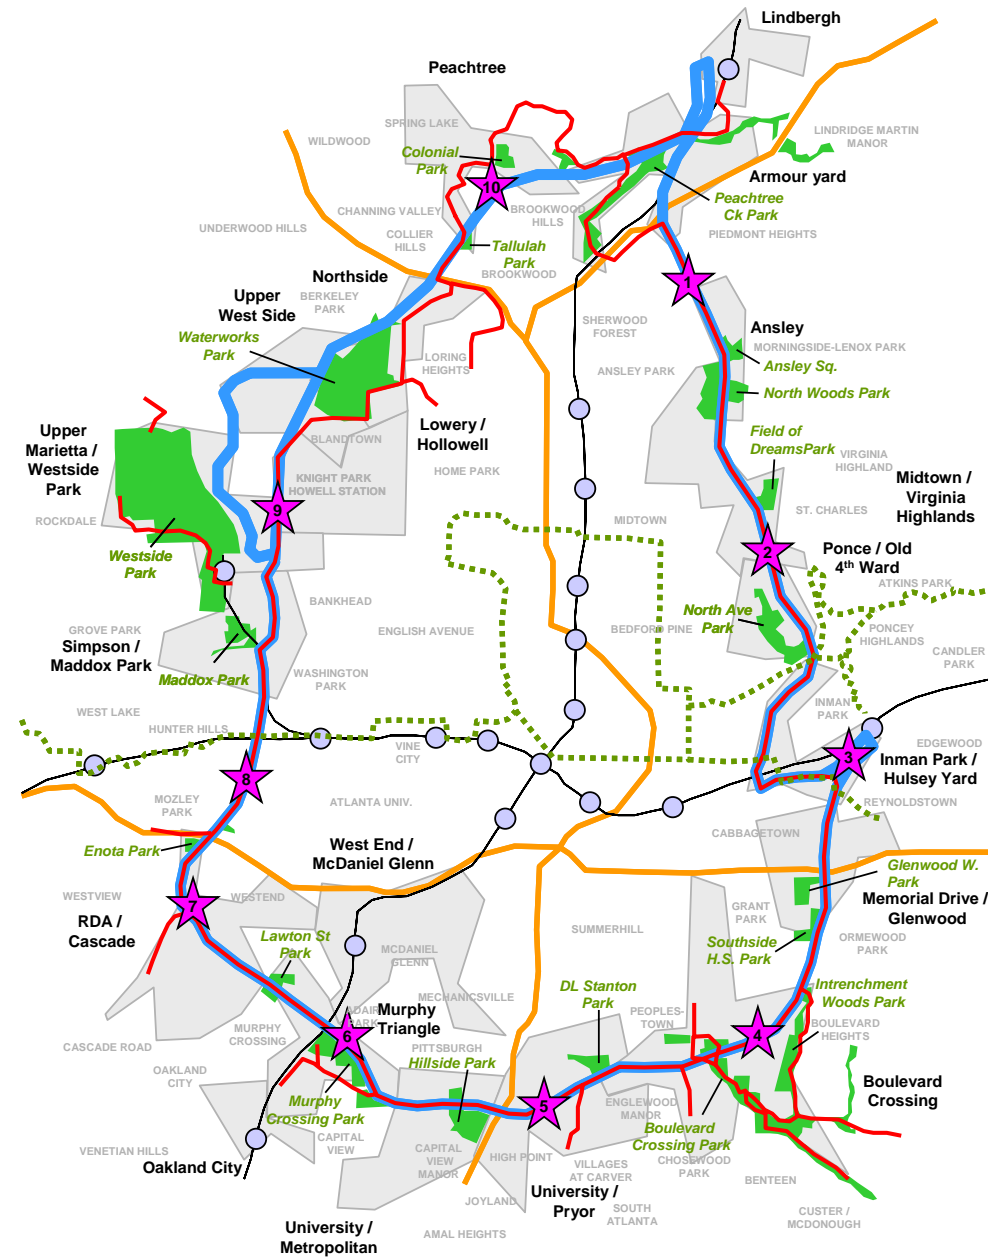 Lindbergh
Peachtree
SPRING LAKE
WILDWOOD
LINDRIDGE MARTIN
MANOR
Colonial
Park
Armour yard
10
Peachtree
Ck Park
CHANNING VALLEY
BROOKWOOD
HILLS
UNDERWOOD HILLS
COLLIER
HILLS
PIEDMONT HEIGHTS
Tallulah
Park
BROOKWOOD
Northside
1
Upper
West Side
BERKELEY
PARK
SHERWOOD
FOREST
Ansley
MORNINGSIDE-LENOX PARK
Waterworks
Park
LORING
HEIGHTS
ANSLEY PARK
Ansley Sq.
North Woods Park
Lowery /
Hollowell
Upper
Marietta /
Westside
Park
BLANDTOWN
Field of
DreamsPark
VIRGINIA
HIGHLAND
HOME PARK
KNIGHT PARK
HOWELL STATION
Midtown /
Virginia
Highlands
9
ST. CHARLES
ROCKDALE
MIDTOWN
Westside
Park
2
Ponce / Old
4th Ward
ATKINS PARK
BANKHEAD
North Ave
Park
GROVE PARK
ENGLISH AVENUE
BEDFORD PINE
PONCEY
HIGHLANDS
Simpson /
Maddox Park
CANDLER
PARK
Maddox Park
WASHINGTON
PARK
INMAN
PARK
WEST LAKE
HUNTER HILLS
VINE
CITY
EDGEWOOD
3
Inman Park /
Hulsey Yard
8
MOZLEY
PARK
ATLANTA UNIV.
REYNOLDSTOWN
CABBAGETOWN
Enota Park
West End /
McDaniel Glenn
Glenwood W.
Park
WESTVIEW
WESTEND
Memorial Drive /
Glenwood
7
RDA /
Cascade
GRANT
PARK
SUMMERHILL
Lawton St
Park
Southside
H.S. Park
ORMEWOOD
PARK
MCDANIEL
GLENN
DL Stanton
Park
Intrenchment
Woods Park
MECHANICSVILLE
ADAIR
PARK
Murphy
Triangle
PEOPLES-
TOWN
BOULEVARD
HEIGHTS
MURPHY
CROSSING
6
4
CASCADE ROAD
PITTSBURGH
Hillside Park
OAKLAND
CITY
Boulevard
Crossing
Murphy
Crossing Park
5
ENGLEWOOD
MANOR
Boulevard
Crossing Park
VENETIAN HILLS
CAPITAL
VIEW
CAPITAL
VIEW
MANOR
HIGH POINT
Oakland City
VILLAGES
AT CARVER
CHOSEWOOD
PARK
BENTEEN
University /
Pryor
JOYLAND
SOUTH
ATLANTA
CUSTER /
MCDONOUGH
University /
Metropolitan
AMAL HEIGHTS